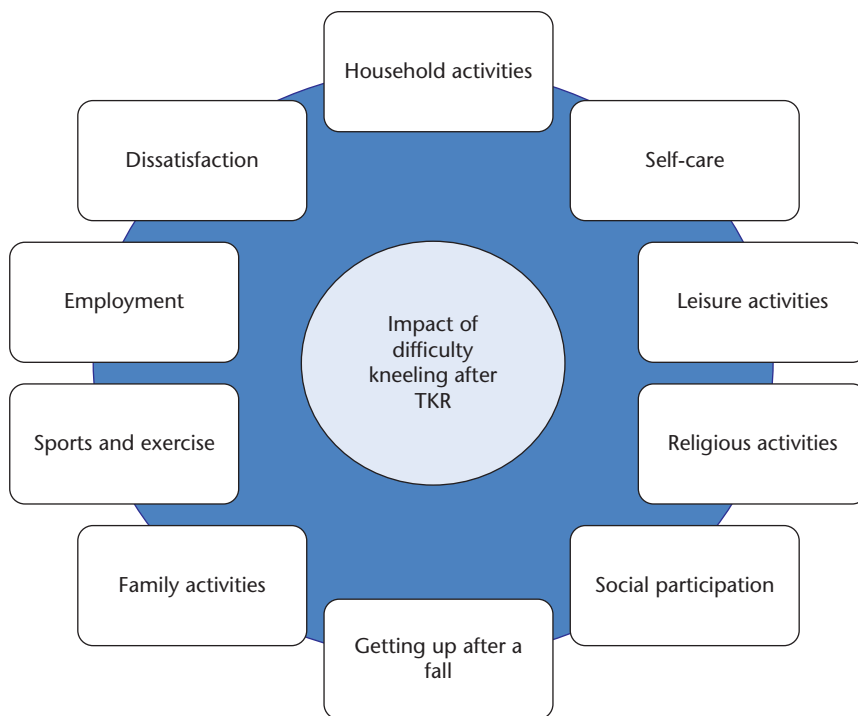 Household activities
Dissatisfaction
Self-care
Employment
Leisure activities
Impact of
difficulty
kneeling after
TKR
Sports and exercise
Religious activities
Family activities
Social participation
Getting up after a
fall